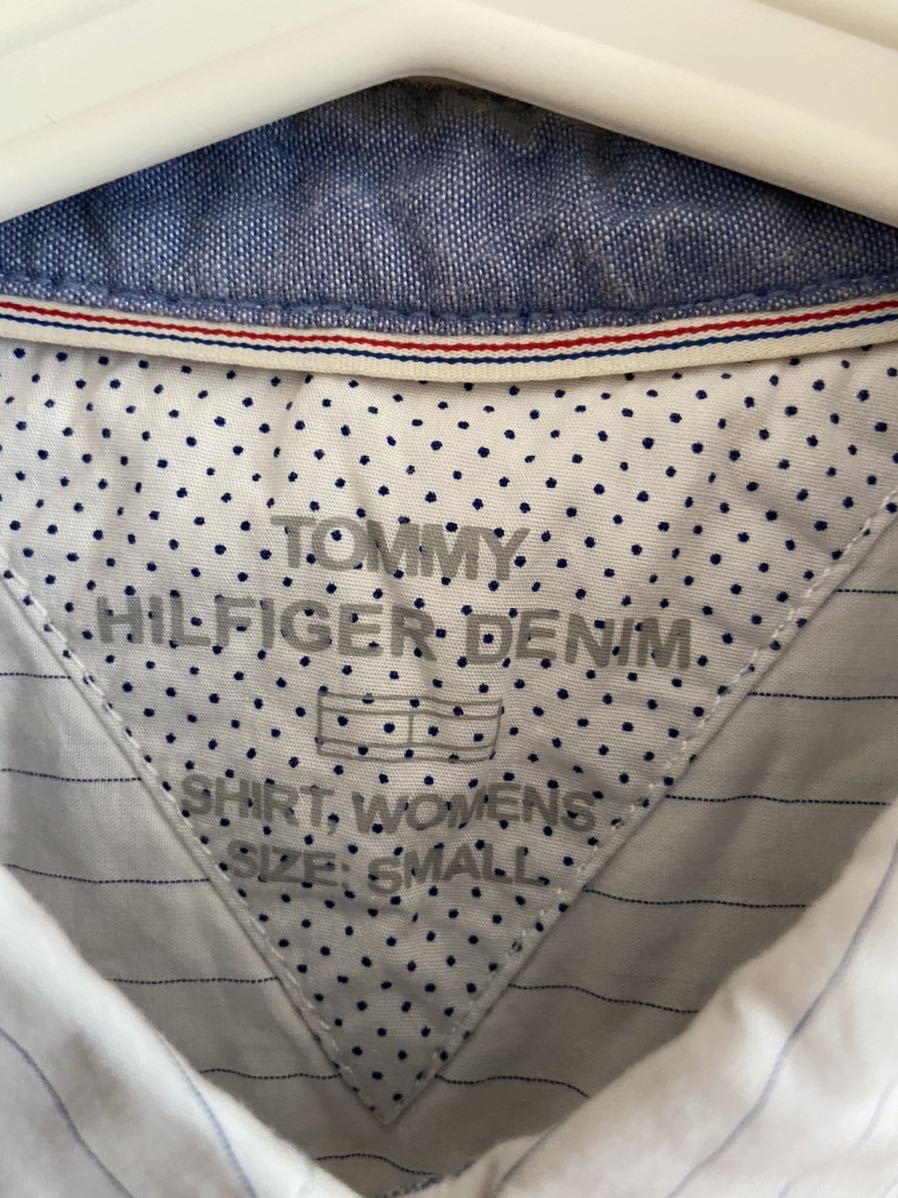 TOMMY
HILFIGER DENIM
SHIRT, WOMENS
SIZE: SMALL